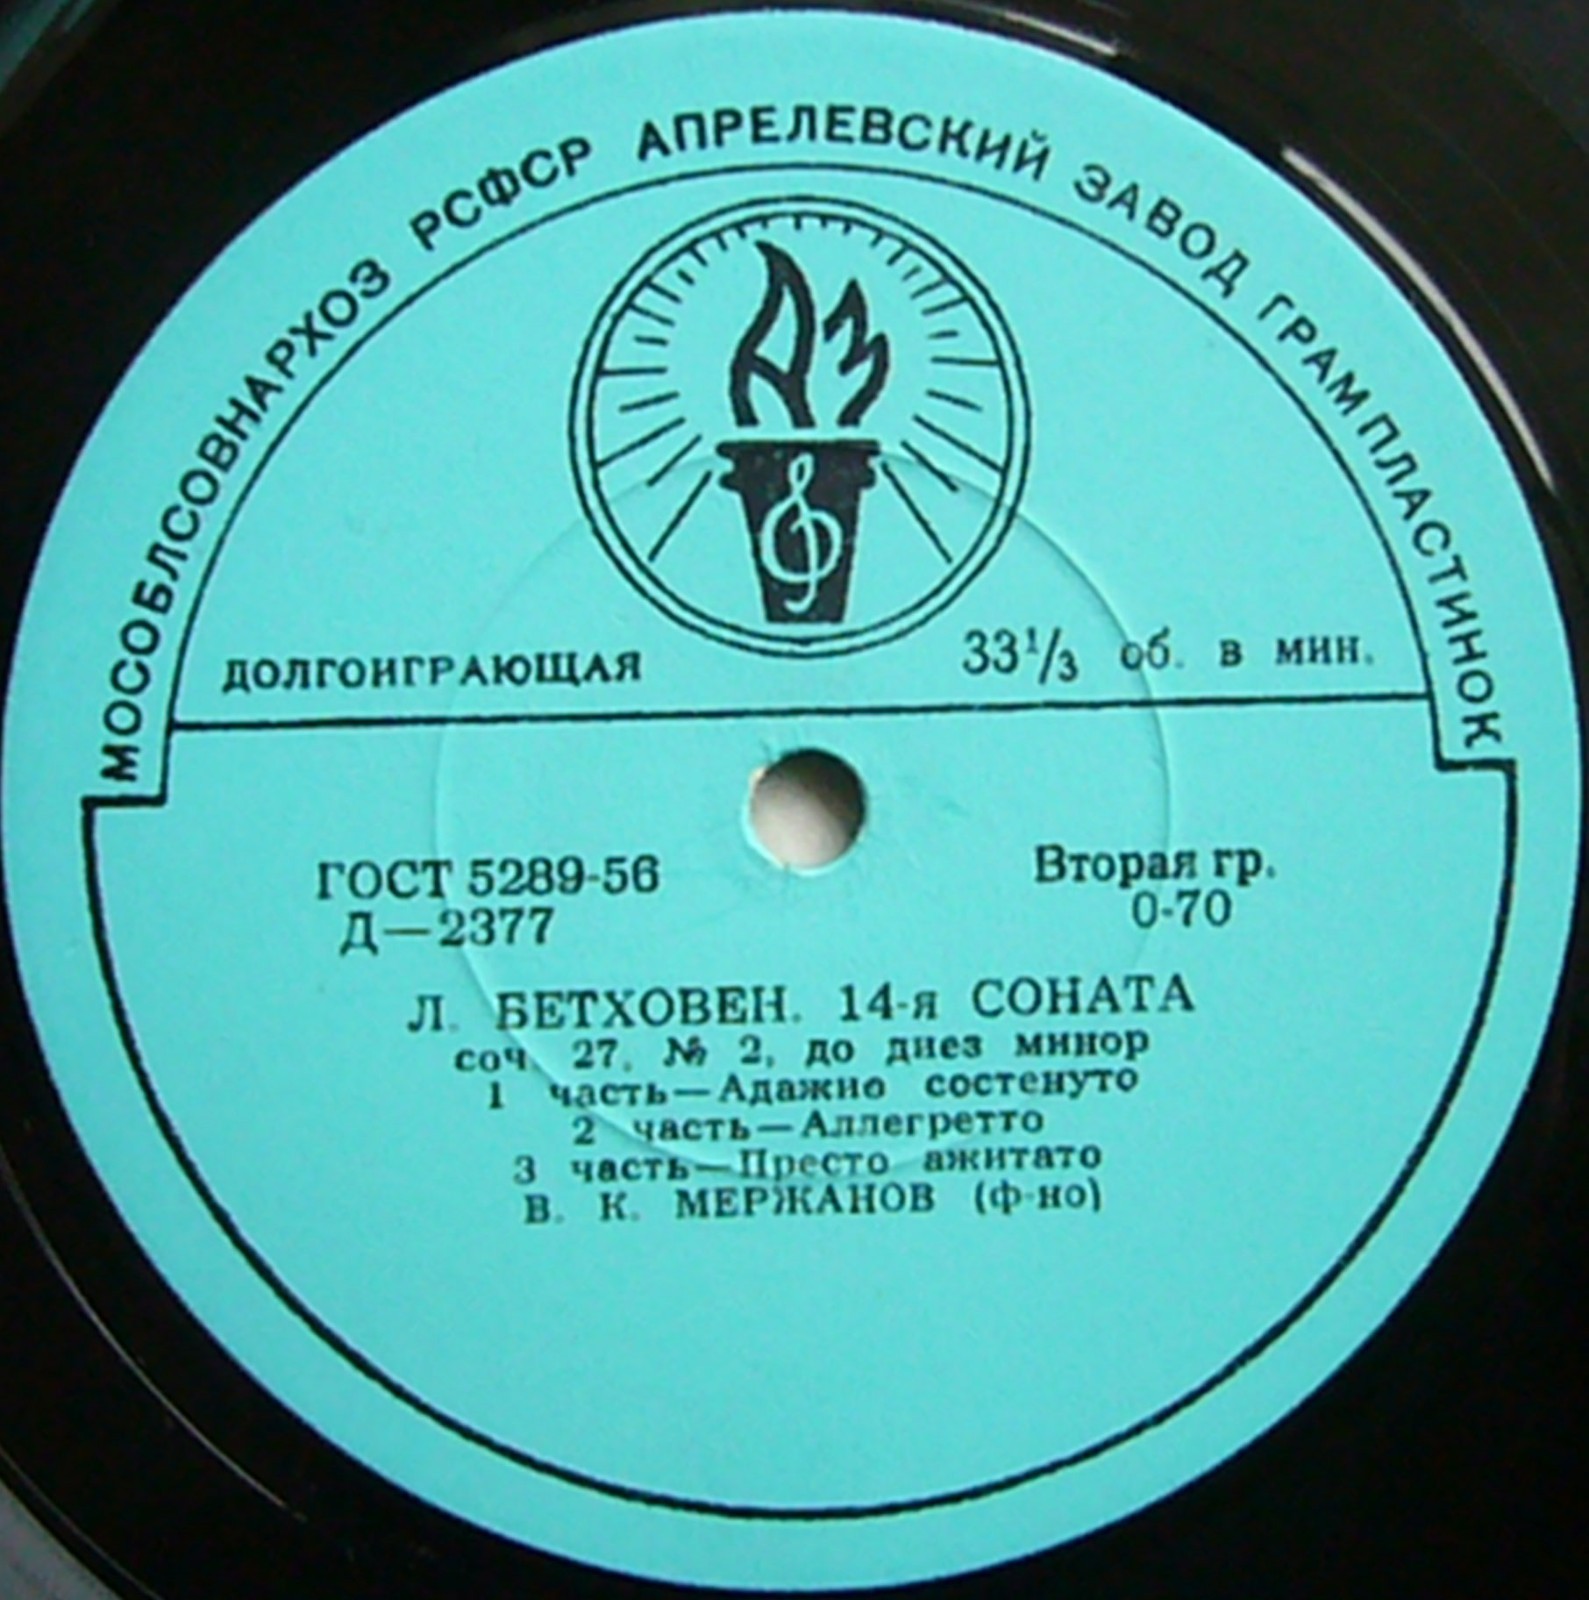 МОСОБЛСОВНАРХОЗ РСФСР АПРЕЛЕВСКИЙ ЗАВОД ГРАМПЛАСТИНОК
АЗ
ДОЛГОИГРАЮЩАЯ 33 1/3 об. в мин.
ГОСТ 5289-56 Вторая гр.
Д—2377 0-70
Л. БЕТХОВЕН. 14-я СОНАТА
соч. 27, № 2, до диез минор
1 часть—Адажио состенуто
2 часть—Аллегретто
3 часть—Престо ажитато
В. К. МЕРЖАНОВ (ф-но)